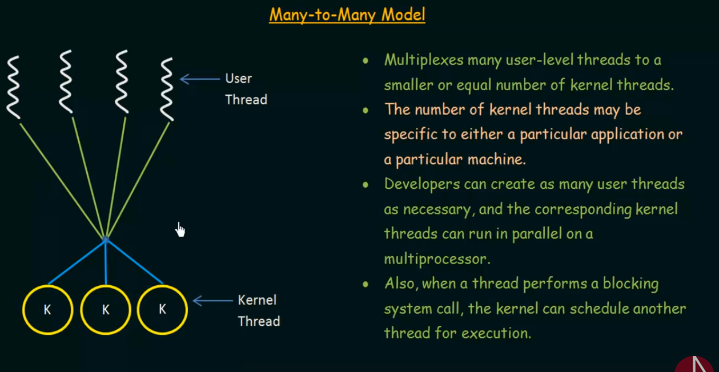 Many-to-Many Model
User
Thread
K
K
K
Kernel
Thread
• Multiplexes many user-level threads to a
smaller or equal number of kernel threads.
• The number of kernel threads may be
specific to either a particular application or
a particular machine.
• Developers can create as many user threads
as necessary, and the corresponding kernel
threads can run in parallel on a
multiprocessor.
• Also, when a thread performs a blocking
system call, the kernel can schedule another
thread for execution.